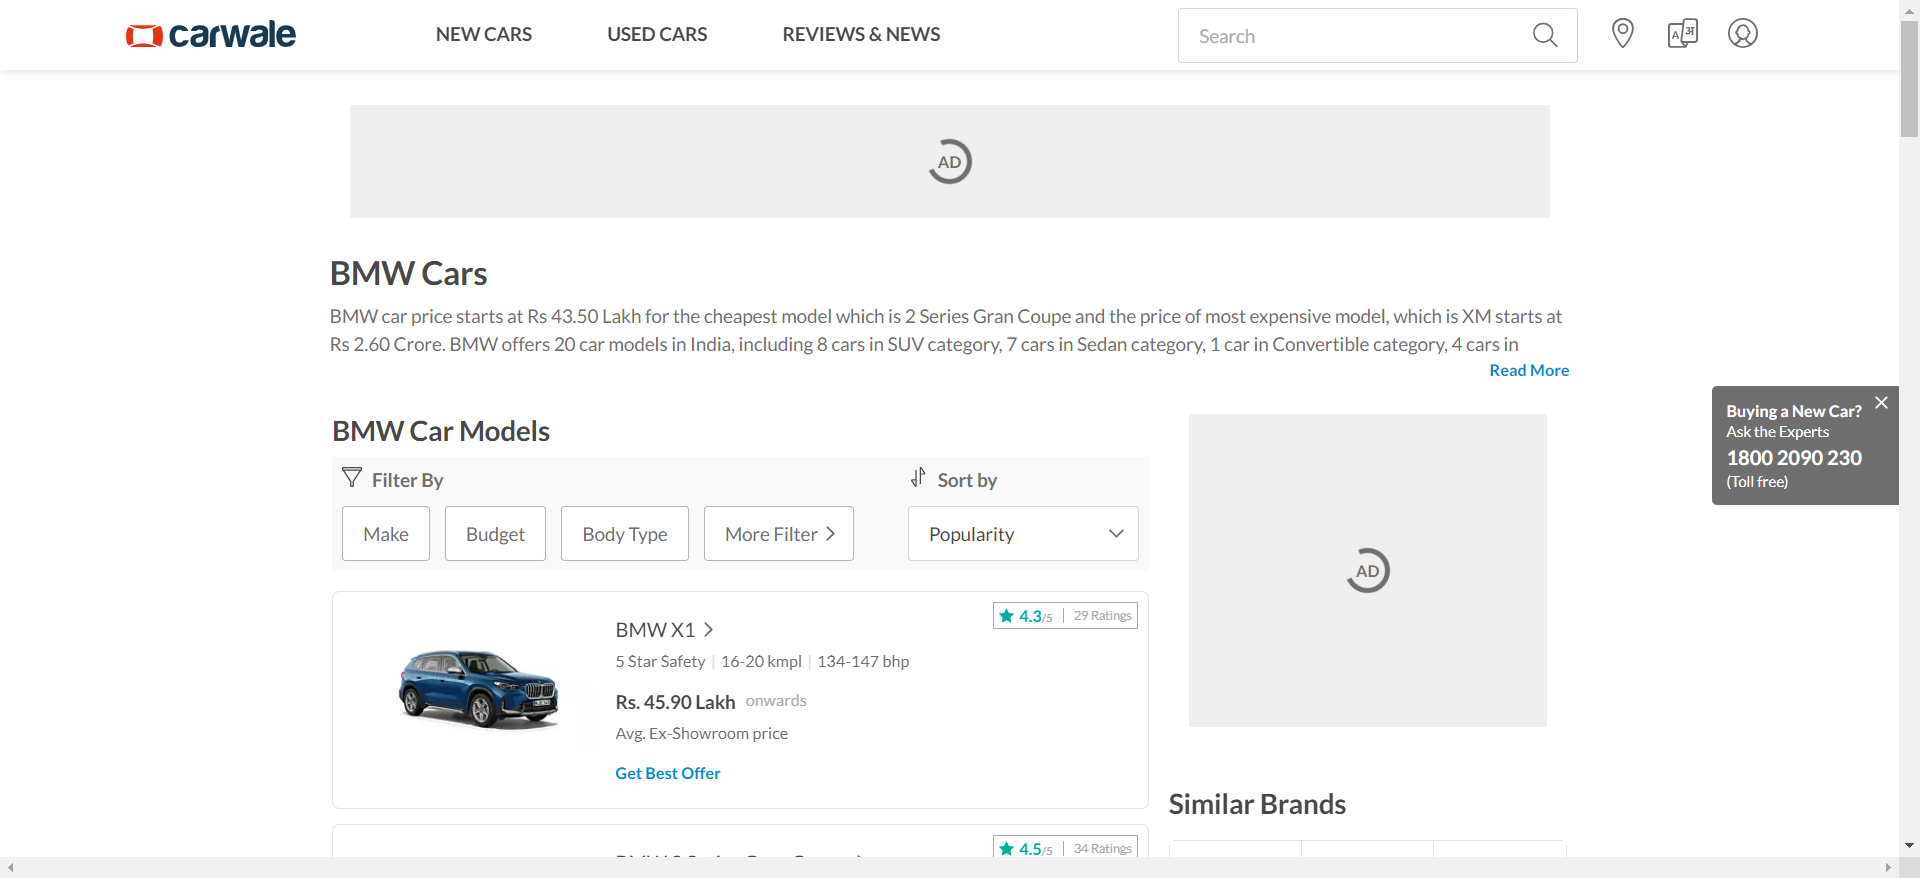 carwale
NEW CARS
USED CARS
REVIEWS & NEWS
Search
A अ
AD
BMW Cars
BMW car price starts at Rs 43.50 Lakh for the cheapest model which is 2 Series Gran Coupe and the price of most expensive model, which is XM starts at
Rs 2.60 Crore. BMW offers 20 car models in India, including 8 cars in SUV category, 7 cars in Sedan category, 1 car in Convertible category, 4 cars in
Read More
Buying a New Car?
Ask the Experts
1800 2090 230
(Toll free)
BMW Car Models
Filter By
Sort by
Make
Budget
Body Type
More Filter
Popularity
AD
4.3/5 | 29 Ratings
BMW X1
5 Star Safety | 16-20 kmpl | 134-147 bhp
Rs. 45.90 Lakh onwards
Avg. Ex-Showroom price
Get Best Offer
Similar Brands
4.5/5 | 34 Ratings